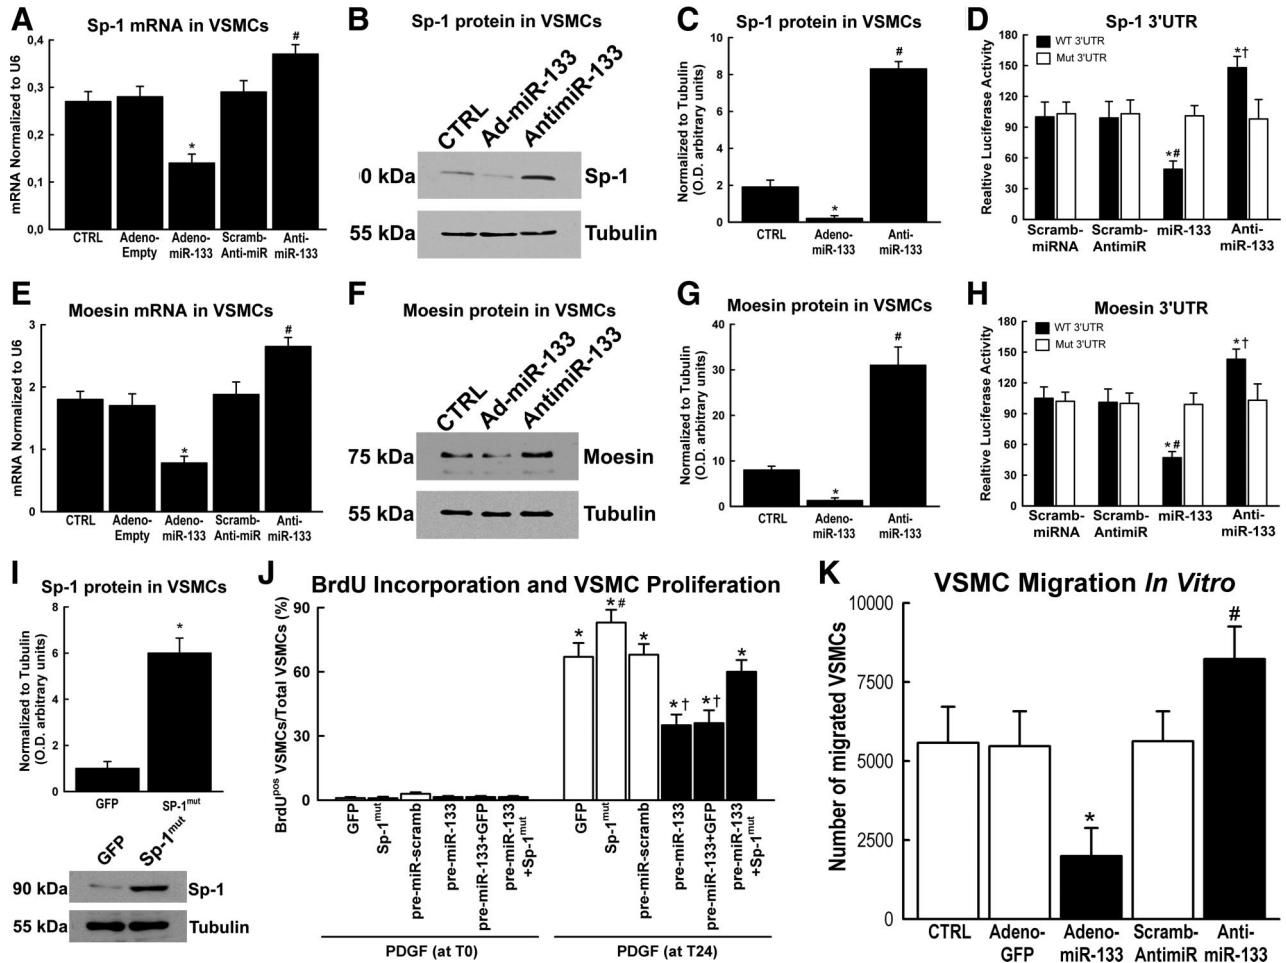 A
Sp-1 mRNA in VSMCs
mRNA Normalized to U6
0,4
0,3
0,2
0,1
0,0
*
#
CTRL
Adeno-
Empty
Adeno-
miR-133
Scramb-
Anti-miR
Anti-
miR-133
B
Sp-1 protein in VSMCs
CTRL
Ad-miR-133
AntimiR-133
0 kDa
Sp-1
55 kDa
Tubulin
C
Sp-1 protein in VSMCs
Normalized to Tubulin
(O.D. arbitrary units)
10
8
6
4
2
0
*
#
CTRL
Adeno-
miR-133
Anti-
miR-133
D
Sp-1 3'UTR
Realtive Luciferase Activity
180
150
120
90
60
30
0
WT 3'UTR
Mut 3'UTR
*#
*†
Scramb-
miRNA
Scramb-
AntimiR
miR-133
Anti-
miR-133
E
Moesin mRNA in VSMCs
mRNA Normalized to U6
3
2
1
0
*
#
CTRL
Adeno-
Empty
Adeno-
miR-133
Scramb-
Anti-miR
Anti-
miR-133
F
Moesin protein in VSMCs
CTRL
Ad-miR-133
AntimiR-133
75 kDa
Moesin
55 kDa
Tubulin
G
Moesin protein in VSMCs
Normalized to Tubulin
(O.D. arbitrary units)
40
30
20
10
0
*
#
CTRL
Adeno-
miR-133
Anti-
miR-133
H
Moesin 3'UTR
Realtive Luciferase Activity
180
150
120
90
60
30
0
WT 3'UTR
Mut 3'UTR
*#
*†
Scramb-
miRNA
Scramb-
AntimiR
miR-133
Anti-
miR-133
I
Sp-1 protein in VSMCs
Normalized to Tubulin
(O.D. arbitrary units)
8
6
4
2
0
*
GFP
SP-1mut
GFP
Sp-1mut
90 kDa
Sp-1
55 kDa
Tubulin
J
BrdU Incorporation and VSMC Proliferation
BrdUpos VSMCs/Total VSMCs (%)
90
60
30
0
*
*#
*
*†
*†
*
GFP
Sp-1mut
pre-miR-scramb
pre-miR-133
pre-miR-133+GFP
pre-miR-133
+Sp-1mut
GFP
Sp-1mut
pre-miR-scramb
pre-miR-133
pre-miR-133+GFP
pre-miR-133
+Sp-1mut
PDGF (at T0)
PDGF (at T24)
K
VSMC Migration In Vitro
Number of migrated VSMCs
10000
7500
5000
2500
0
*
#
CTRL
Adeno-
GFP
Adeno-
miR-133
Scramb-
AntimiR
Anti-
miR-133